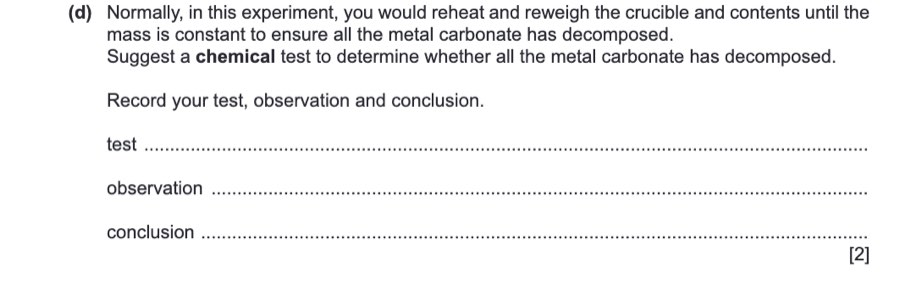 (d) Normally, in this experiment, you would reheat and reweigh the crucible and contents until the
mass is constant to ensure all the metal carbonate has decomposed.
Suggest a chemical test to determine whether all the metal carbonate has decomposed.
Record your test, observation and conclusion.
test ................................................................................
observation ................................................................................
conclusion ................................................................................
[2]